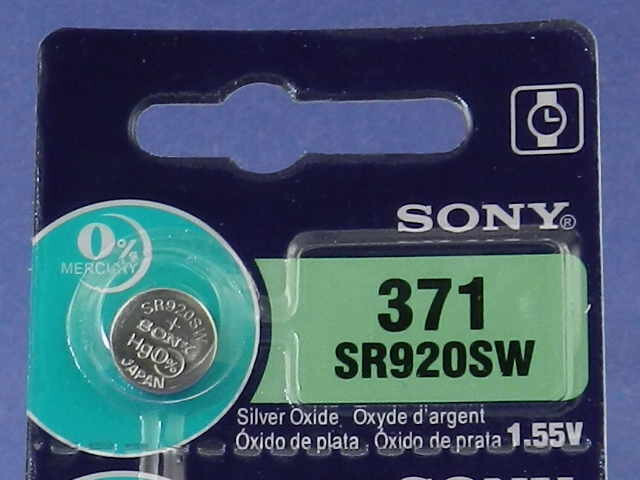 SONY®
0%
MERCURY
371
SR920SW
SR920SW
+
SONY
Hg0%
JAPAN
Silver Oxide Oxyde d'argent
Óxido de plata . Óxido de prata 1.55V
SONY